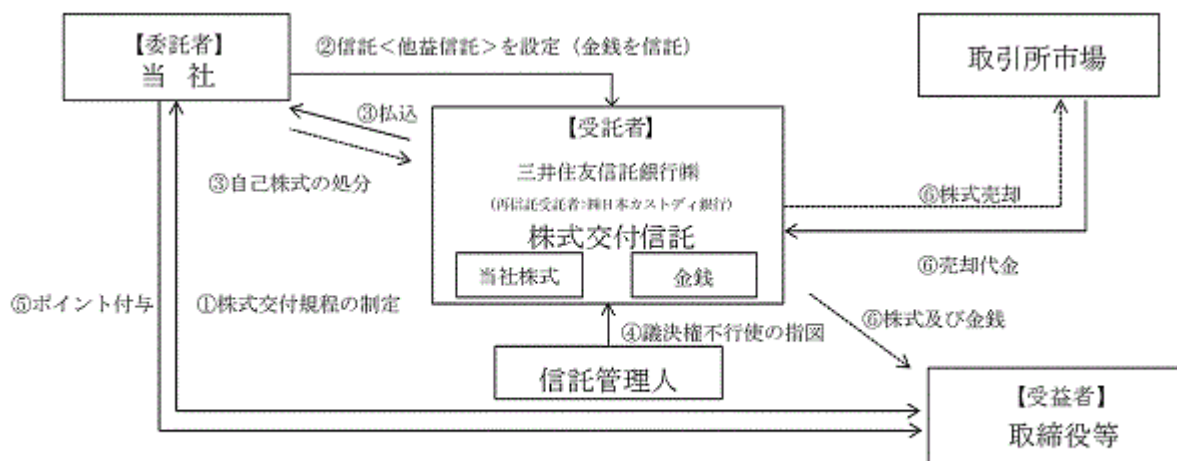 【委託者】
当 社
②信託<他益信託>を設定(金銭を信託)
取引所市場
③払込
③自己株式の処分
【受託者】
三井住友信託銀行㈱
(再信託受託者:㈱日本カストディ銀行)
株式交付信託
当社株式
金銭
⑥株式売却
⑥売却代金
⑤ポイント付与
①株式交付規程の制定
④議決権不行使の指図
⑥株式及び金銭
信託管理人
【受益者】
取締役等